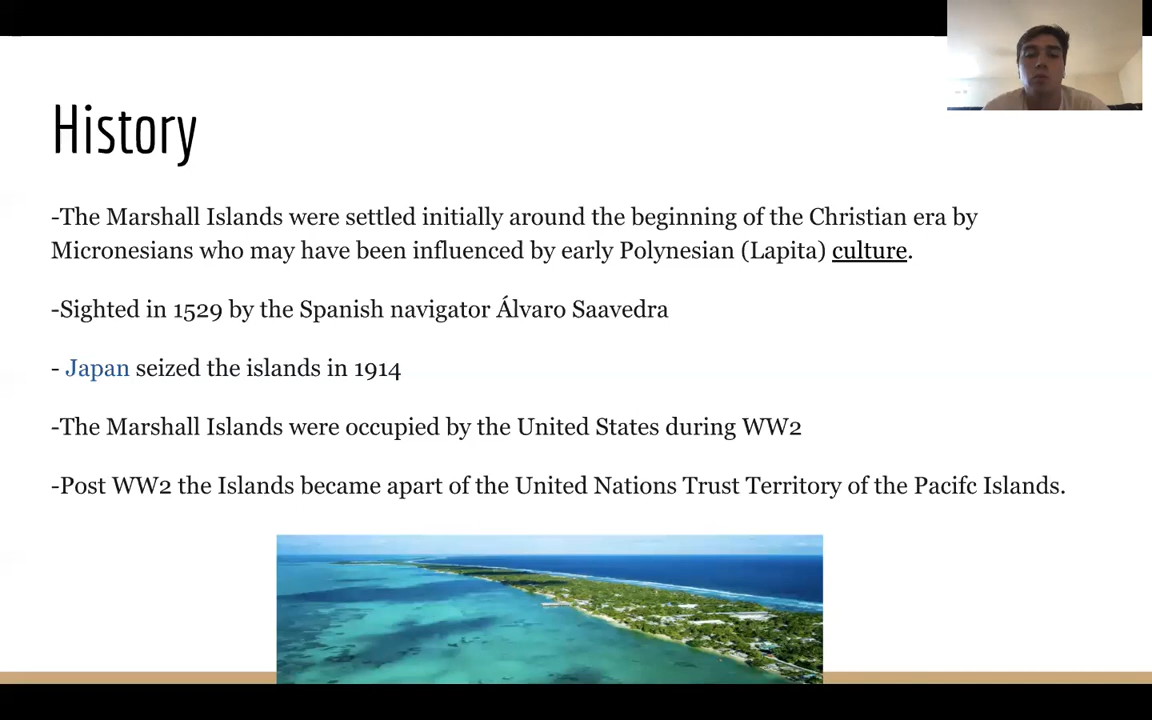 History
-The Marshall Islands were settled initially around the beginning of the Christian era by
Micronesians who may have been influenced by early Polynesian (Lapita) culture.
-Sighted in 1529 by the Spanish navigator Álvaro Saavedra
- Japan seized the islands in 1914
-The Marshall Islands were occupied by the United States during WW2
-Post WW2 the Islands became apart of the United Nations Trust Territory of the Pacifc Islands.